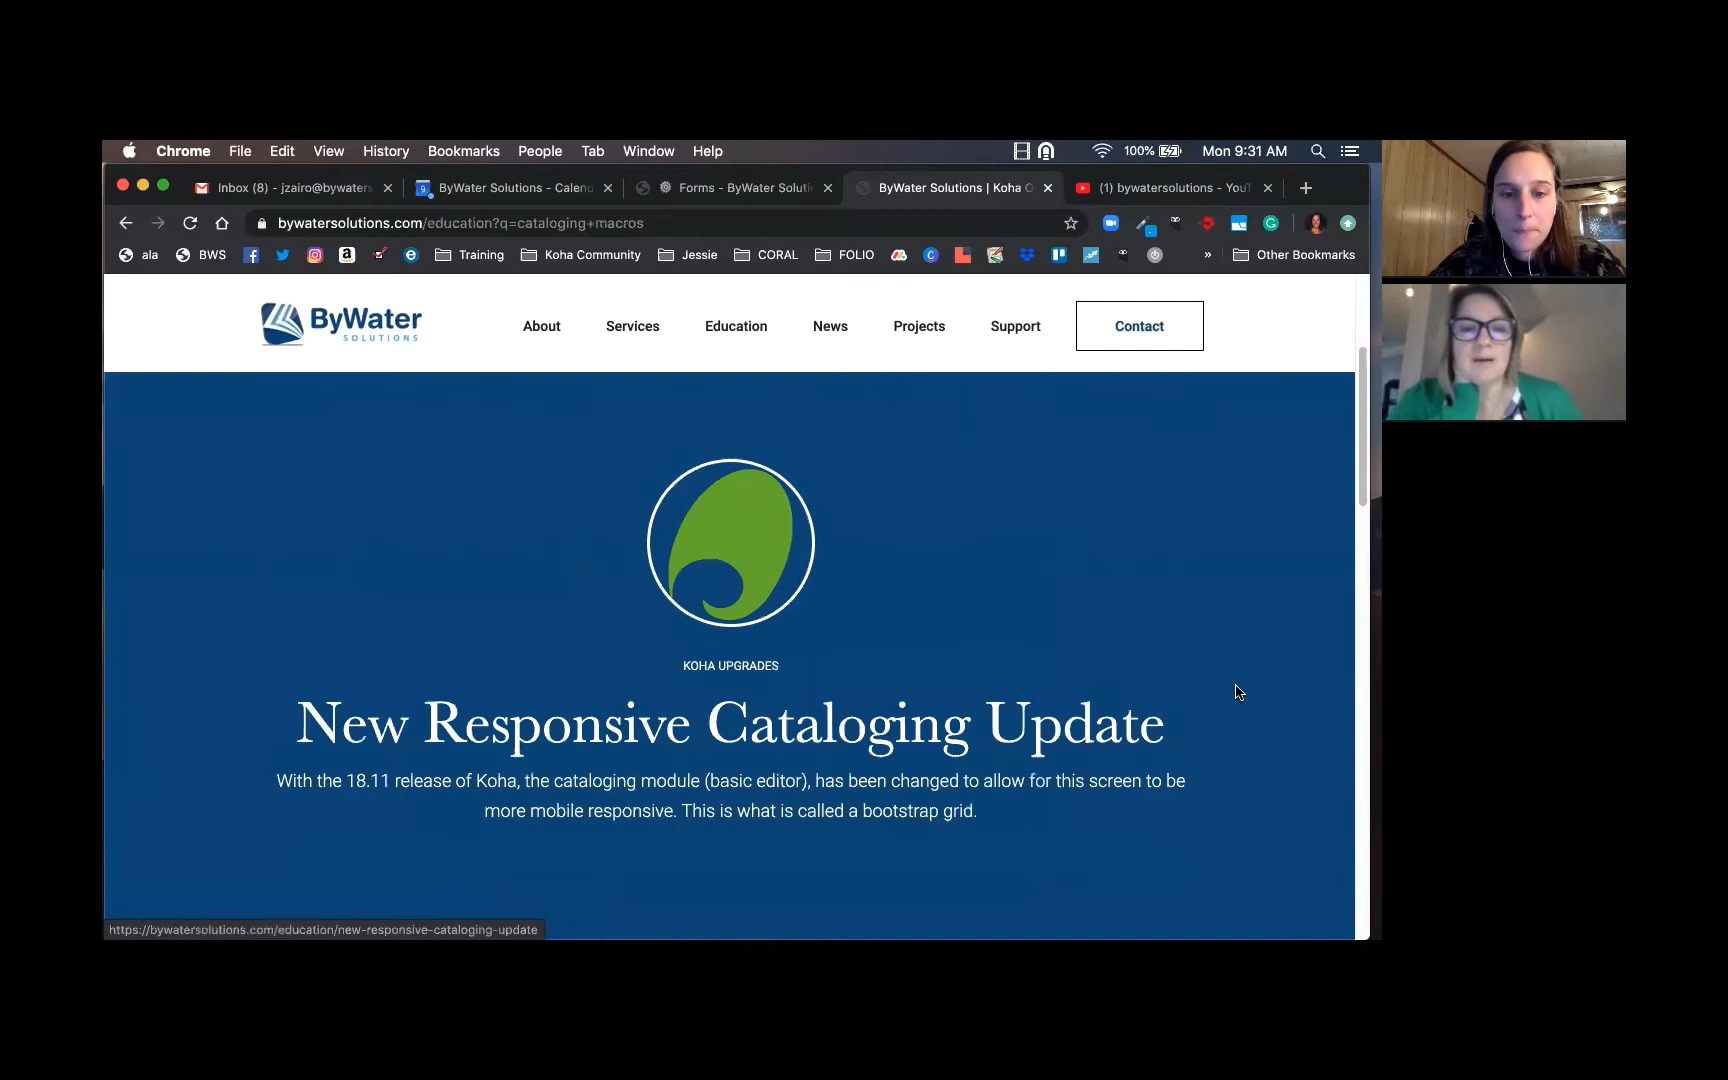 Chrome File Edit View History Bookmarks People Tab Window Help 100% Mon 9:31 AM
Inbox (8) - jzairo@bywaters ByWater Solutions - Calend Forms - ByWater Soluti ByWater Solutions | Koha O (1) bywatersolutions - YouT
bywatersolutions.com/education?q=cataloging+macros
ala BWS Training Koha Community Jessie CORAL FOLIO » Other Bookmarks
ByWater
SOLUTIONS
About Services Education News Projects Support Contact
KOHA UPGRADES
New Responsive Cataloging Update
With the 18.11 release of Koha, the cataloging module (basic editor), has been changed to allow for this screen to be
more mobile responsive. This is what is called a bootstrap grid.
https://bywatersolutions.com/education/new-responsive-cataloging-update